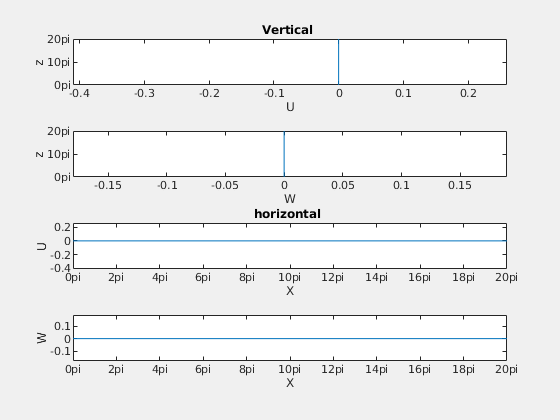 Vertical
20pi
z 10pi
0pi
-0.4 -0.3 -0.2 -0.1 0 0.1 0.2
U
20pi
z 10pi
0pi
-0.15 -0.1 -0.05 0 0.05 0.1 0.15
W
horizontal
0.2
U 0
-0.2
-0.4
0pi 2pi 4pi 6pi 8pi 10pi 12pi 14pi 16pi 18pi 20pi
X
0.1
W 0
-0.1
0pi 2pi 4pi 6pi 8pi 10pi 12pi 14pi 16pi 18pi 20pi
X